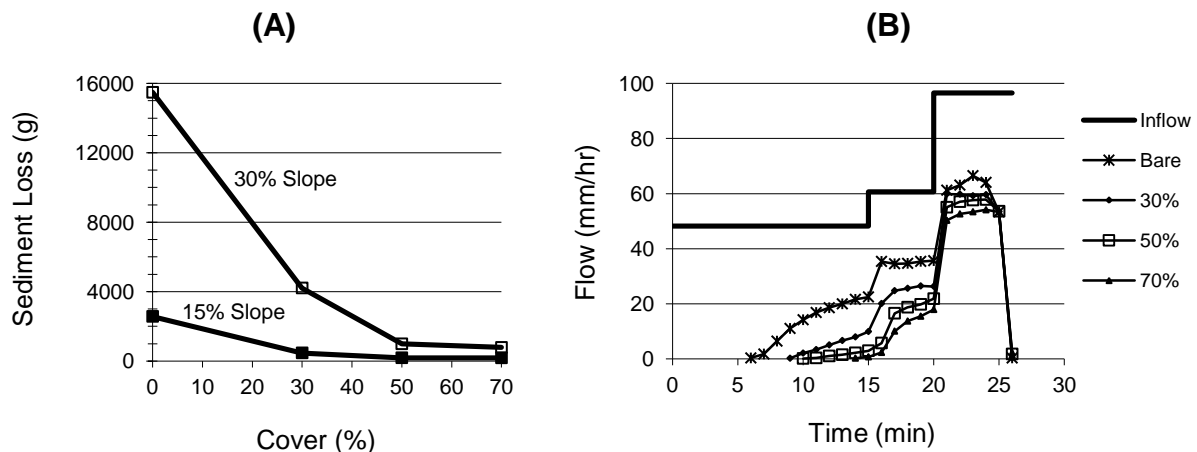 (A)
Sediment Loss (g)
16000
12000
8000
4000
0
30% Slope
15% Slope
0 10 20 30 40 50 60 70
Cover (%)
(B)
Flow (mm/hr)
100
80
60
40
20
0
0 5 10 15 20 25 30
Time (min)
Inflow
Bare
30%
50%
70%